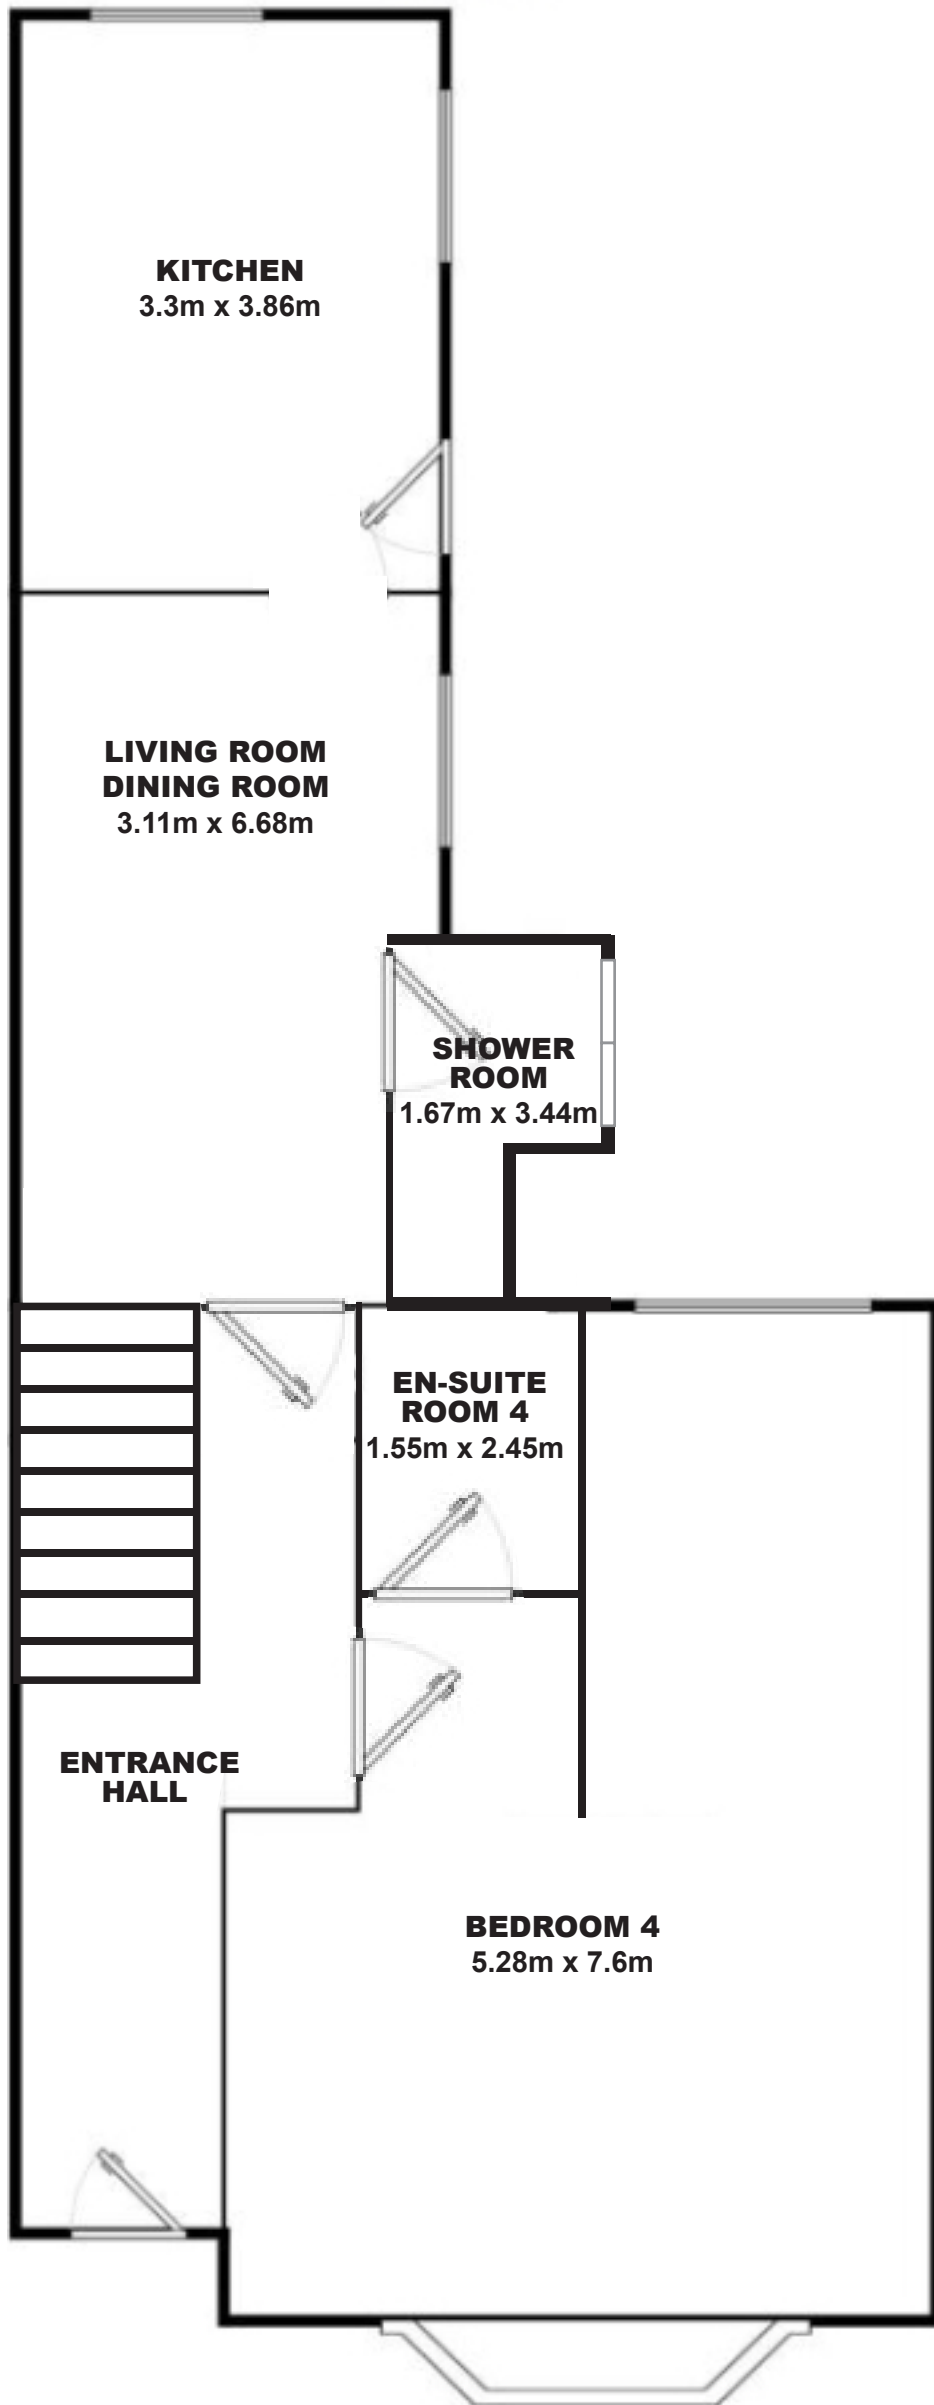 KITCHEN
3.3m x 3.86m
LIVING ROOM
DINING ROOM
3.11m x 6.68m
SHOWER
ROOM
1.67m x 3.44m
EN-SUITE
ROOM 4
1.55m x 2.45m
ENTRANCE
HALL
BEDROOM 4
5.28m x 7.6m